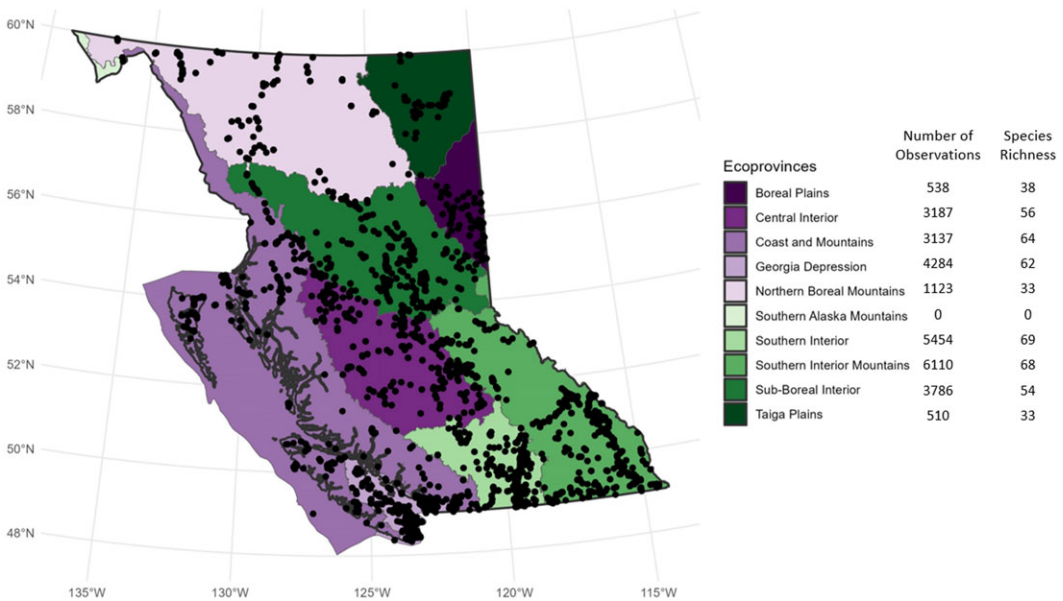 60°N
58°N
56°N
54°N
52°N
50°N
48°N
135°W 130°W 125°W 120°W 115°W
Number of Species
Observations Richness
Ecoprovinces
Boreal Plains 538 38
Central Interior 3187 56
Coast and Mountains 3137 64
Georgia Depression 4284 62
Northern Boreal Mountains 1123 33
Southern Alaska Mountains 0 0
Southern Interior 5454 69
Southern Interior Mountains 6110 68
Sub-Boreal Interior 3786 54
Taiga Plains 510 33